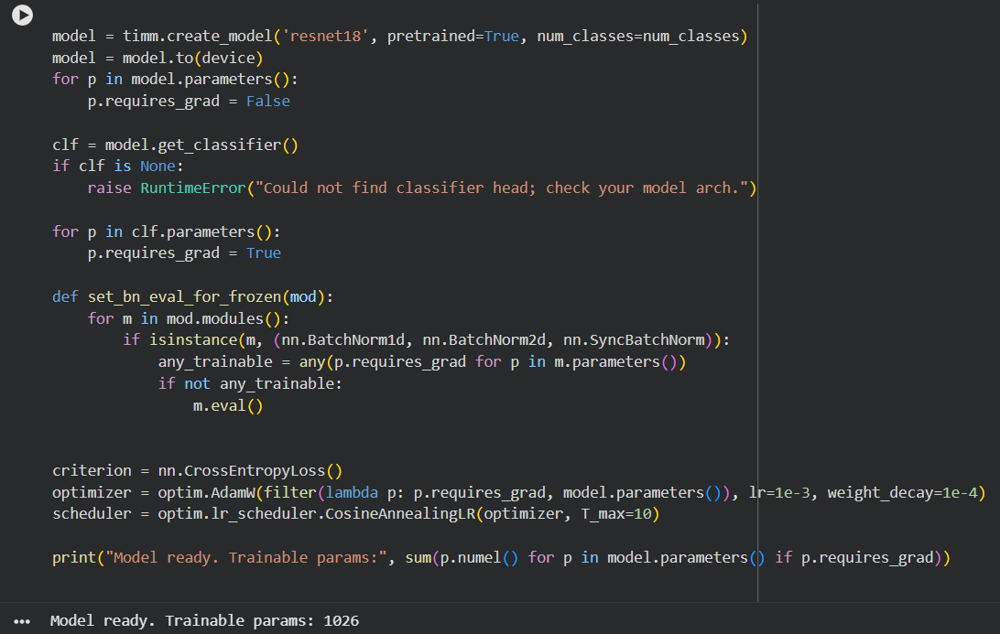 model = timm.create_model('resnet18', pretrained=True, num_classes=num_classes)
model = model.to(device)
for p in model.parameters():
    p.requires_grad = False

clf = model.get_classifier()
if clf is None:
    raise RuntimeError("Could not find classifier head; check your model arch.")

for p in clf.parameters():
    p.requires_grad = True

def set_bn_eval_for_frozen(mod):
    for m in mod.modules():
        if isinstance(m, (nn.BatchNorm1d, nn.BatchNorm2d, nn.SyncBatchNorm)):
            any_trainable = any(p.requires_grad for p in m.parameters())
            if not any_trainable:
                m.eval()

criterion = nn.CrossEntropyLoss()
optimizer = optim.AdamW(filter(lambda p: p.requires_grad, model.parameters()), lr=1e-3, weight_decay=1e-4)
scheduler = optim.lr_scheduler.CosineAnnealingLR(optimizer, T_max=10)

print("Model ready. Trainable params:", sum(p.numel() for p in model.parameters() if p.requires_grad))

Model ready. Trainable params: 1026